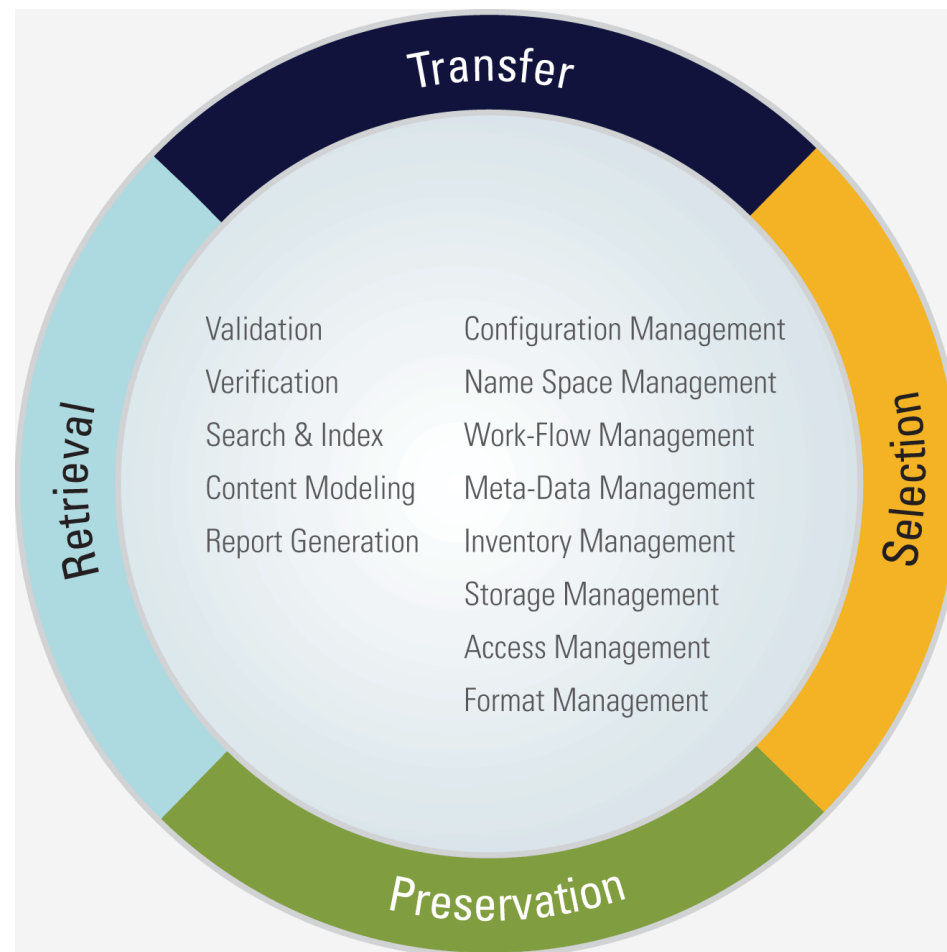 Transfer
Validation
Verification
Search & Index
Content Modeling
Report Generation
Configuration Management
Name Space Management
Work-Flow Management
Meta-Data Management
Inventory Management
Storage Management
Access Management
Format Management
Retrieval
Selection
Preservation